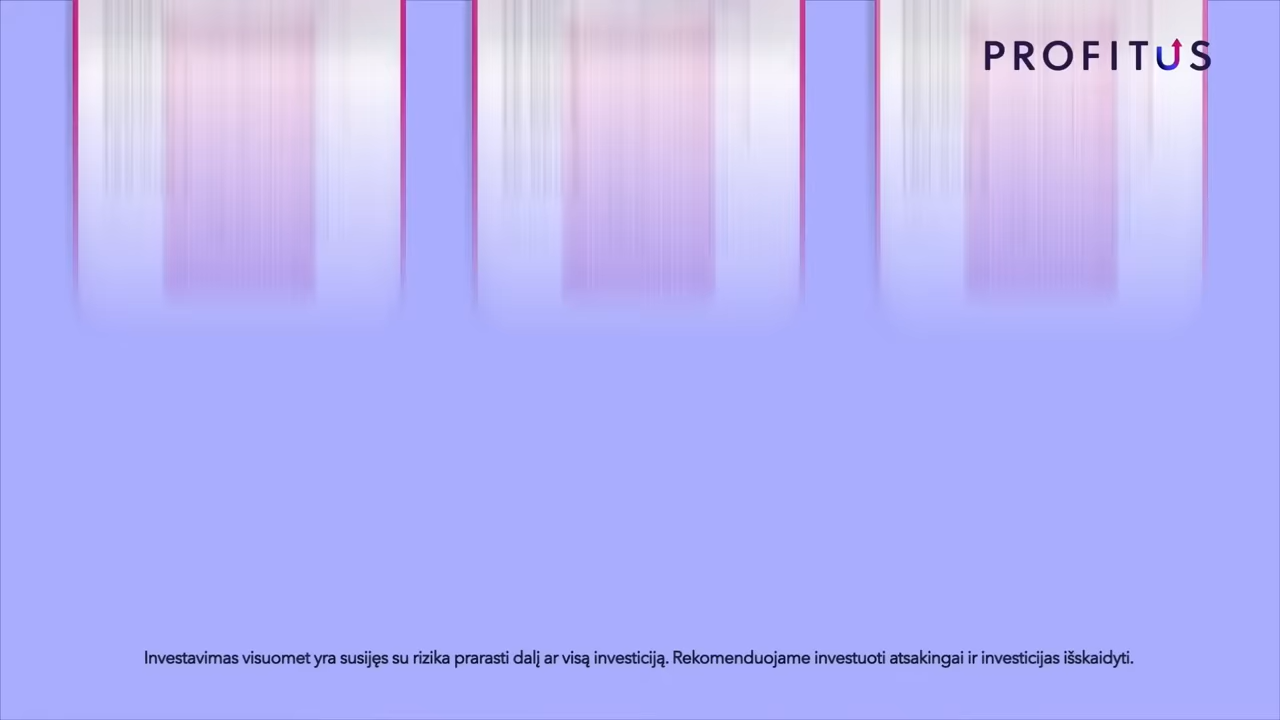 PROFITUS
Investavimas visuomet yra susijęs su rizika prarasti dalį ar visą investiciją. Rekomenduojame investuoti atsakingai ir investicijas išskaidyti.